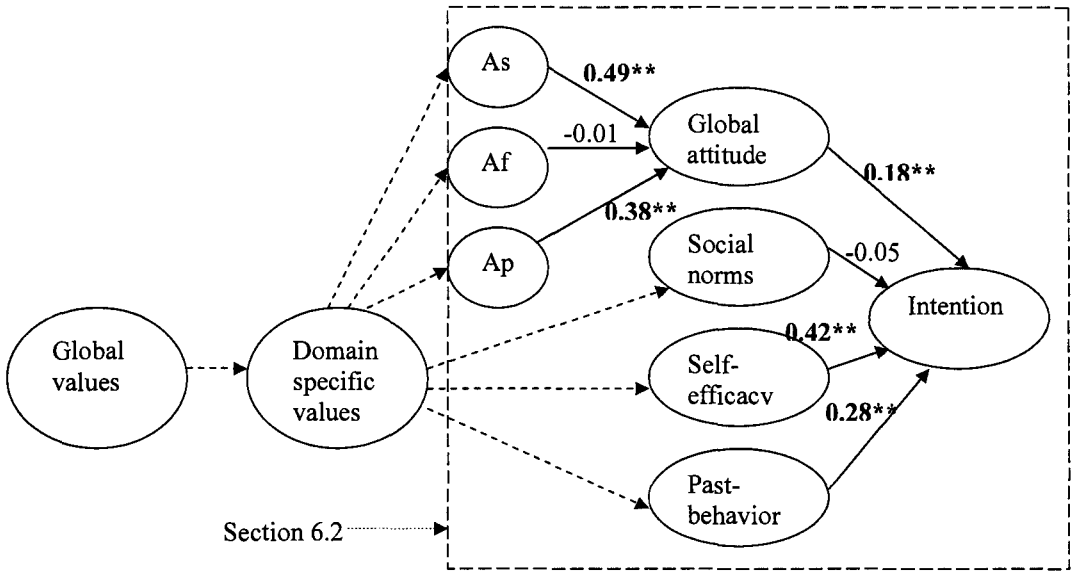 As
0.49**
Af
-0.01
Global
attitude
0.18**
Ap
0.38**
Social
norms
-0.05
Intention
Global
values
Domain
specific
values
0.42**
Self-
efficacy
0.28**
Past-
behavior
Section 6.2